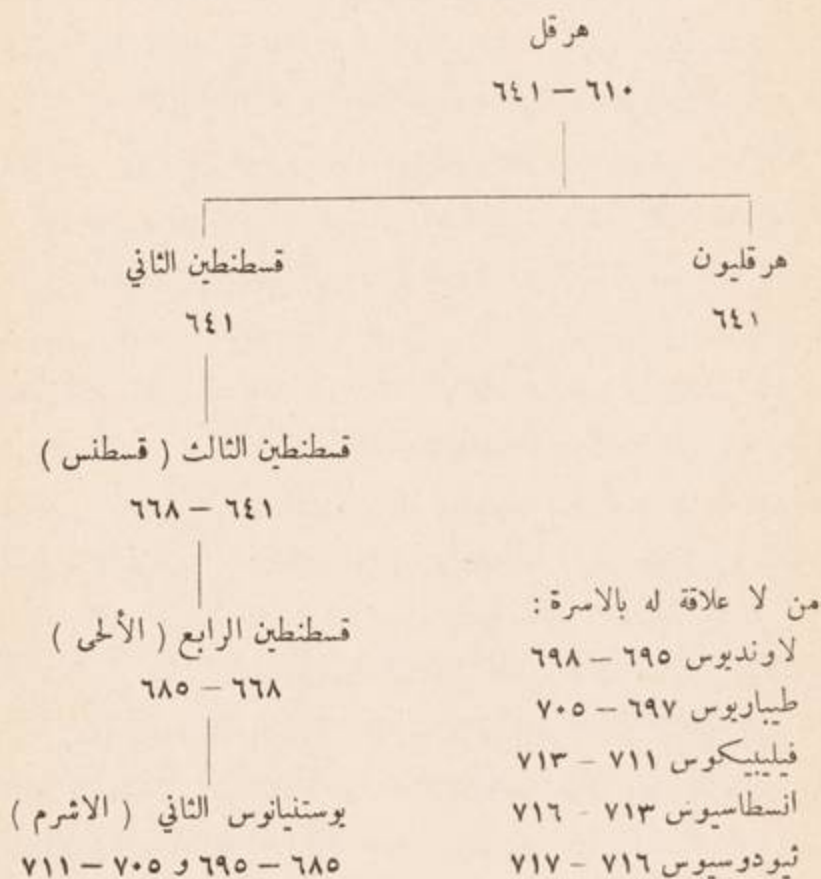 هرقل
٦١٠ – ٦٤١
هرقليون
٦٤١
قسطنطين الثاني
٦٤١
قسطنطين الثالث ( قسطنس )
٦٤١ – ٦٦٨
قسطنطين الرابع ( الألحى )
٦٦٨ – ٦٨٥
يوستنيانوس الثاني ( الاشرم )
٦٨٥ – ٦٩٥ و ٧٠٥ – ٧١١
من لا علاقة له بالاسرة :
لاونديوس ٦٩٥ – ٦٩٨
طيباريوس ٦٩٧ – ٧٠٥
فيليبيكوس ٧١١ – ٧١٣
انسطاسيوس ٧١٣ – ٧١٦
ثيودوسيوس ٧١٦ – ٧١٧